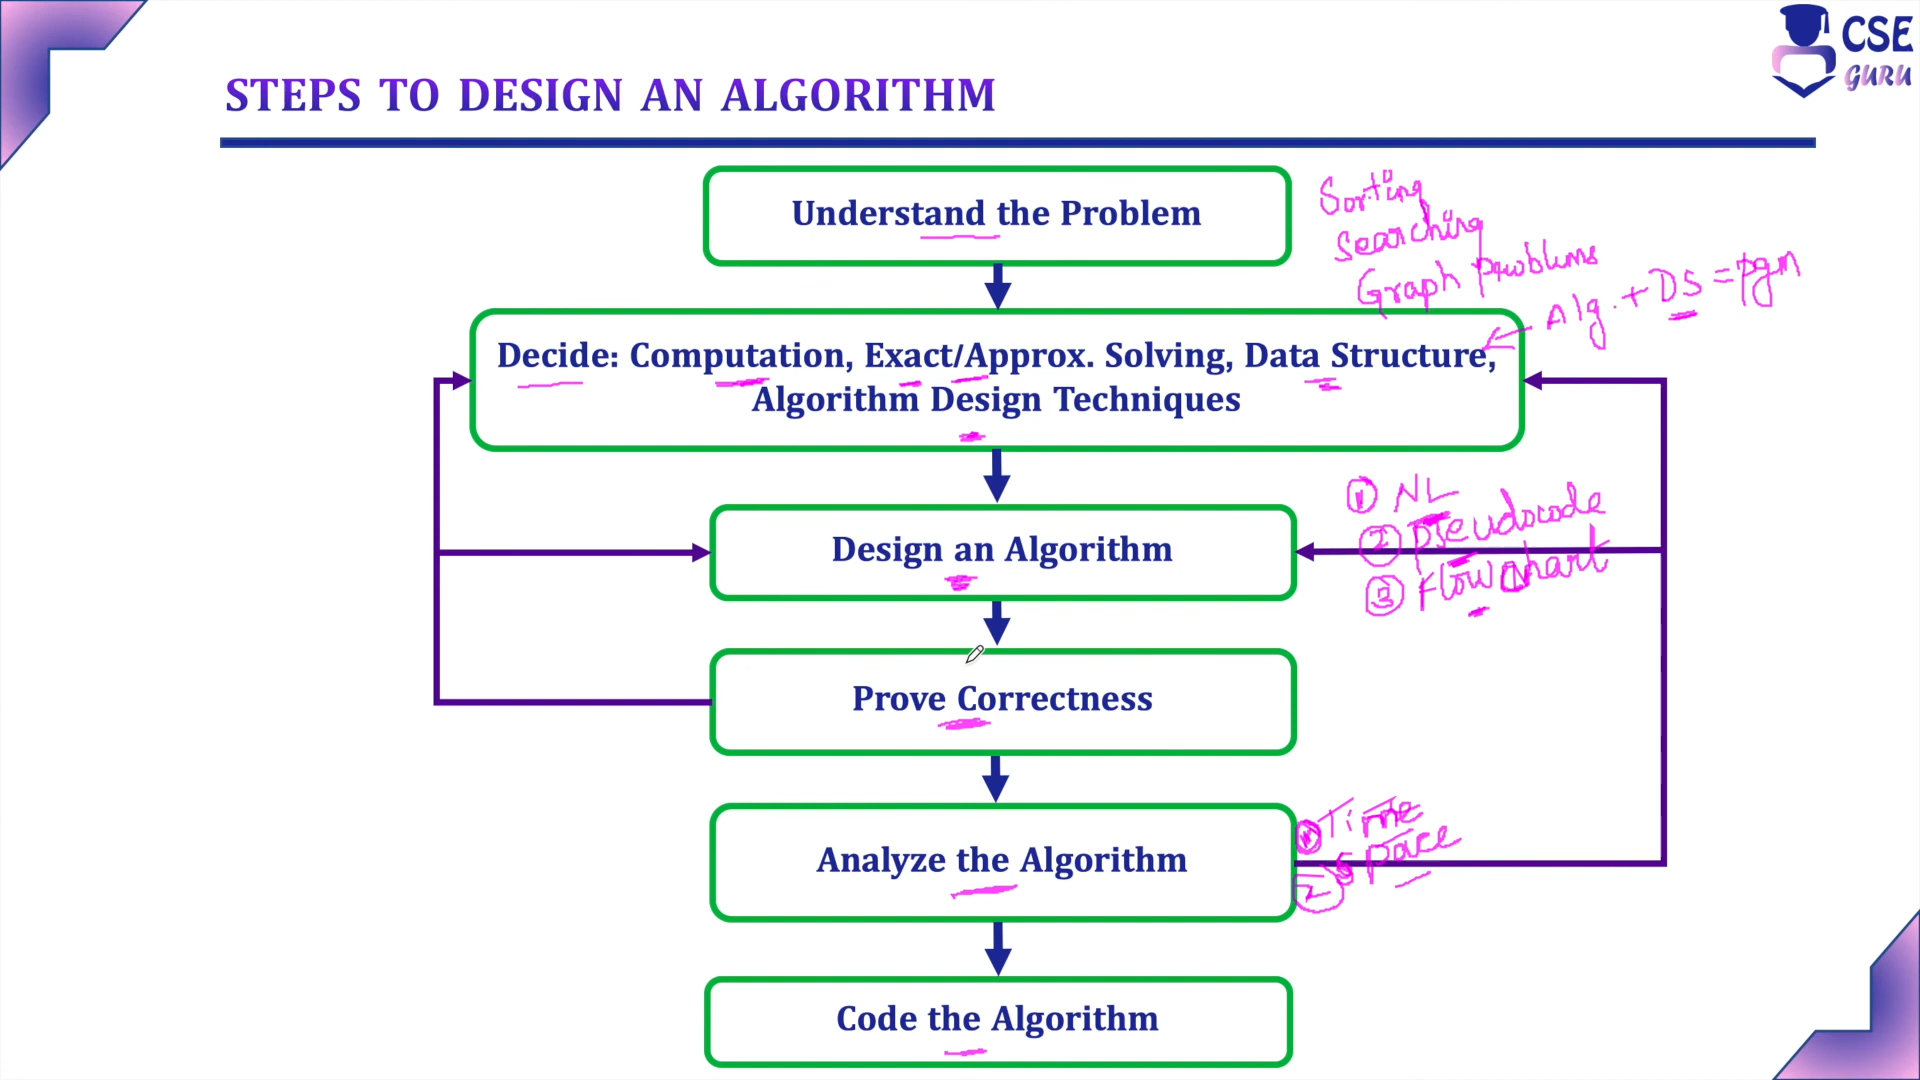 CSE
GURU
STEPS TO DESIGN AN ALGORITHM
Understand the Problem
Sorting
Searching
Graph Problems
Alg. + DS = pgm
Decide: Computation, Exact/Approx. Solving, Data Structure,
Algorithm Design Techniques
① NL
② Pseudocode
③ Flowchart
Design an Algorithm
Prove Correctness
① Time
② Space
Analyze the Algorithm
Code the Algorithm